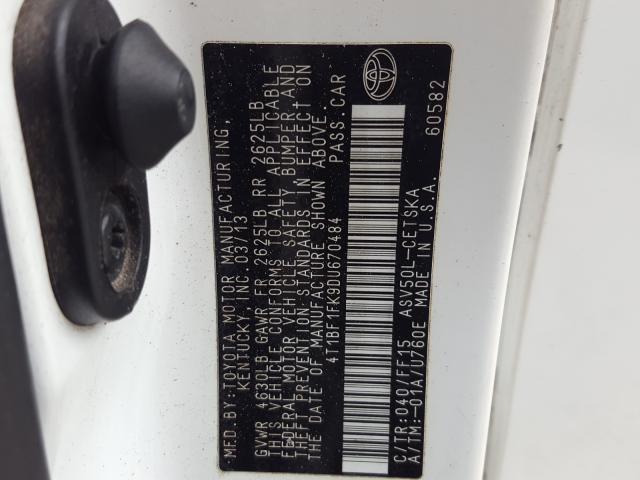 MFD.BY:TOYOTA MOTOR MANUFACTURING,
KENTUCKY, INC. 03/13
GVWR 4630LB GAWR FR 2625LB RR 2625LB
THIS VEHICLE CONFORMS TO ALL APPLICABLE
FEDERAL MOTOR VEHICLE SAFETY, BUMPER AND
THEFT PREVENTION STANDARDS IN EFFECT ON
THE DATE OF MANUFACTURE SHOWN ABOVE.
4T1BF1FK9DU670484 PASS.CAR
C/TR:040/FF15 ASV50L-CETSKA
A/TM:-01A/U760E MADE IN U.S.A.
60582